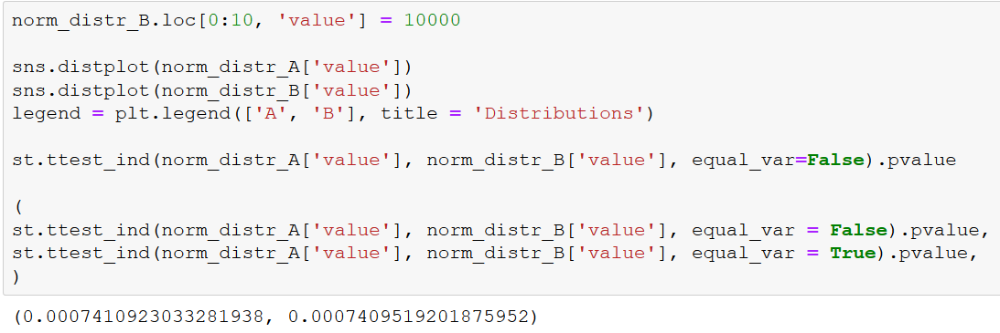 norm_distr_B.loc[0:10, 'value'] = 10000
sns.distplot(norm_distr_A['value'])
sns.distplot(norm_distr_B['value'])
legend = plt.legend(['A', 'B'], title = 'Distributions')
st.ttest_ind(norm_distr_A['value'], norm_distr_B['value'], equal_var=False).pvalue
(
st.ttest_ind(norm_distr_A['value'], norm_distr_B['value'], equal_var = False).pvalue,
st.ttest_ind(norm_distr_A['value'], norm_distr_B['value'], equal_var = True).pvalue,
)
(0.0007410923033281938, 0.0007409519201875952)